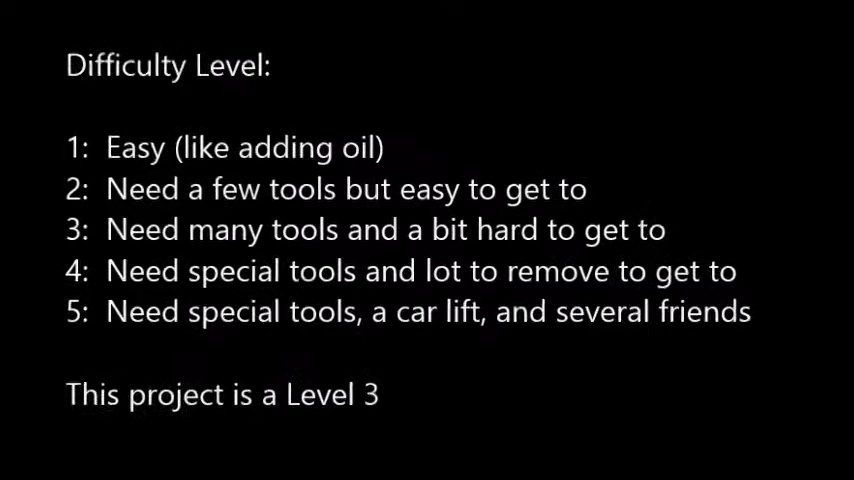 Difficulty Level:
1: Easy (like adding oil)
2: Need a few tools but easy to get to
3: Need many tools and a bit hard to get to
4: Need special tools and lot to remove to get to
5: Need special tools, a car lift, and several friends
This project is a Level 3